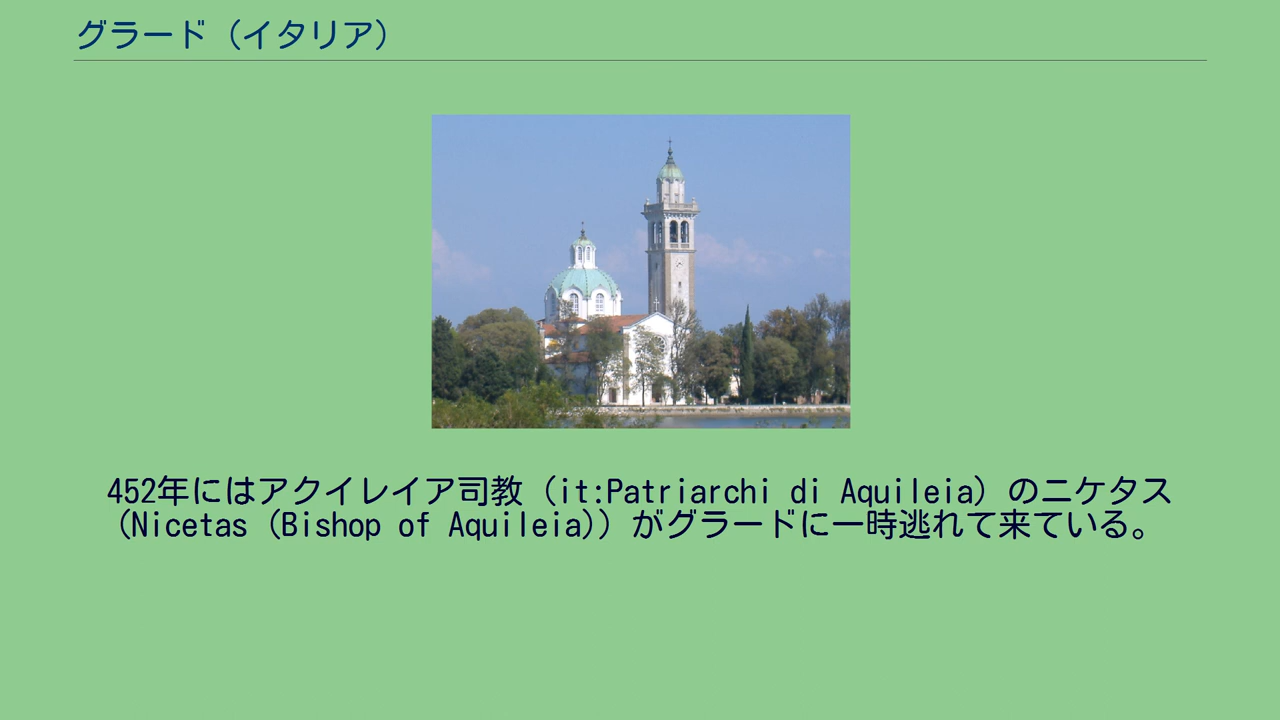 グラード（イタリア）
452年にはアクイレイア司教（it:Patriarchi di Aquileia）のニケタス
（Nicetas（Bishop of Aquileia））がグラードに一時逃れて来ている。